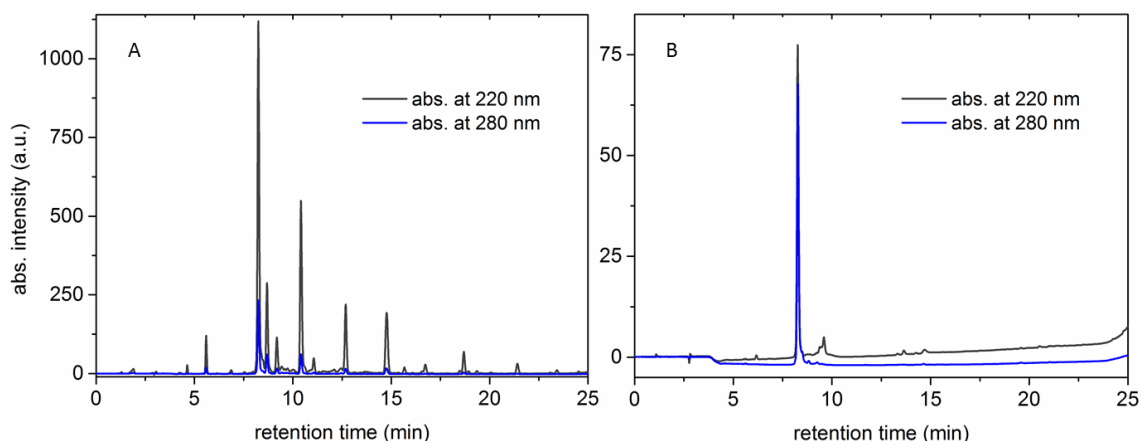 A
abs. at 220 nm
abs. at 280 nm
abs. intensity (a.u.)
1000
750
500
250
0
0 5 10 15 20 25
retention time (min)
B
abs. at 220 nm
abs. at 280 nm
75
50
25
0
0 5 10 15 20 25
retention time (min)